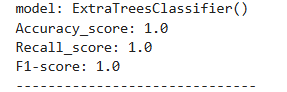 model: ExtraTreesClassifier()
Accuracy_score: 1.0
Recall_score: 1.0
F1-score: 1.0
------------------------------